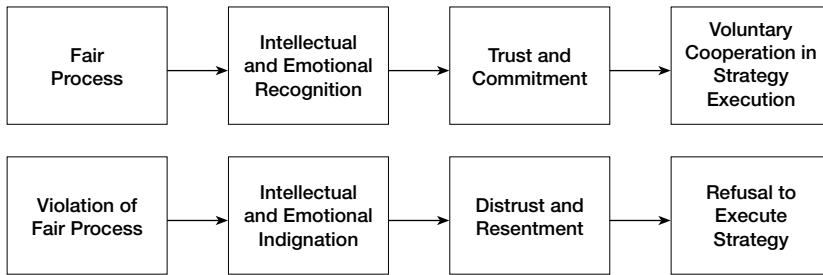 Fair
Process
Intellectual
and Emotional
Recognition
Trust and
Commitment
Voluntary
Cooperation in
Strategy
Execution
Violation of
Fair Process
Intellectual
and Emotional
Indignation
Distrust and
Resentment
Refusal to
Execute
Strategy